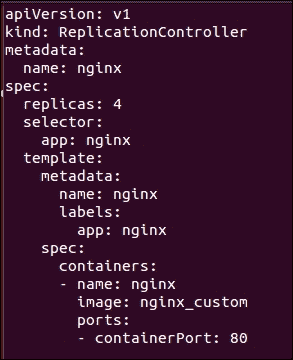 apiVersion: v1
kind: ReplicationController
metadata:
  name: nginx
spec:
  replicas: 4
  selector:
    app: nginx
  template:
    metadata:
      name: nginx
      labels:
        app: nginx
    spec:
      containers:
      - name: nginx
        image: nginx_custom
        ports:
        - containerPort: 80